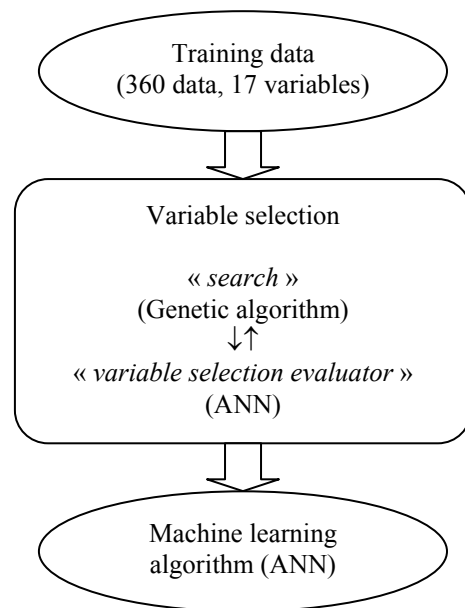 Training data
(360 data, 17 variables)
Variable selection
« search »
(Genetic algorithm)
↓↑
« variable selection evaluator »
(ANN)
Machine learning
algorithm (ANN)